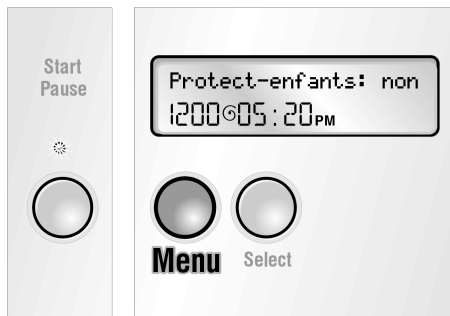 Start
Pause
Protect-enfants: non
1200 05:20PM
Menu
Select